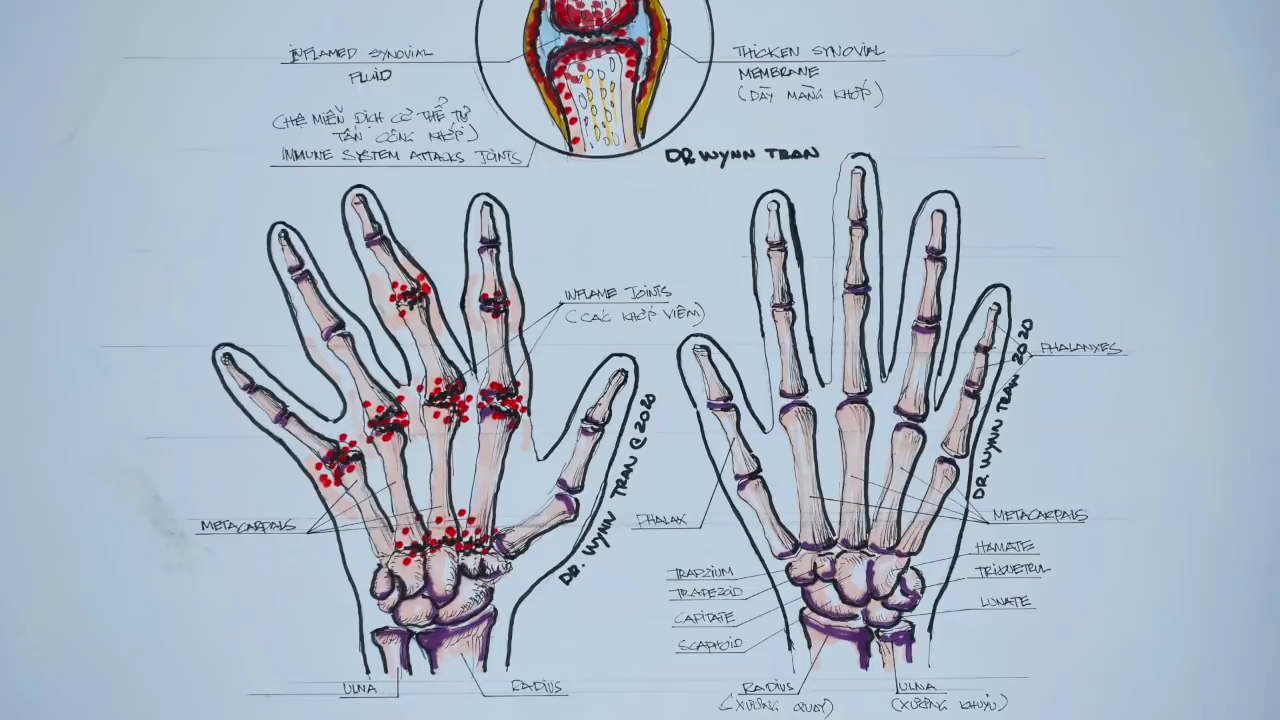 INFLAMED SYNOVIAL
FLUID
(HỆ MIỄN DỊCH CƠ THỂ TỰ
TẤN CÔNG KHỚP)
IMMUNE SYSTEM ATTACKS JOINTS
THICKEN SYNOVIAL
MEMBRANE
(DÀY MÀNG KHỚP)
DR WYNN TRAN
INFLAME JOINTS
(CÁC KHỚP VIÊM)
PHALANXES
DR WYNN TRAN 2020
DR. WYNN TRAN © 2020
METACARPALS
PHALAX
METACARPALS
HAMATE
TRIQUETRUL
LUNATE
TRAPZIUM
TRAPEZOID
CAPITATE
SCAPHOID
ULNA
RADIUS
RADIUS
(XƯƠNG QUAY)
ULNA
(XƯƠNG KHUỶU)